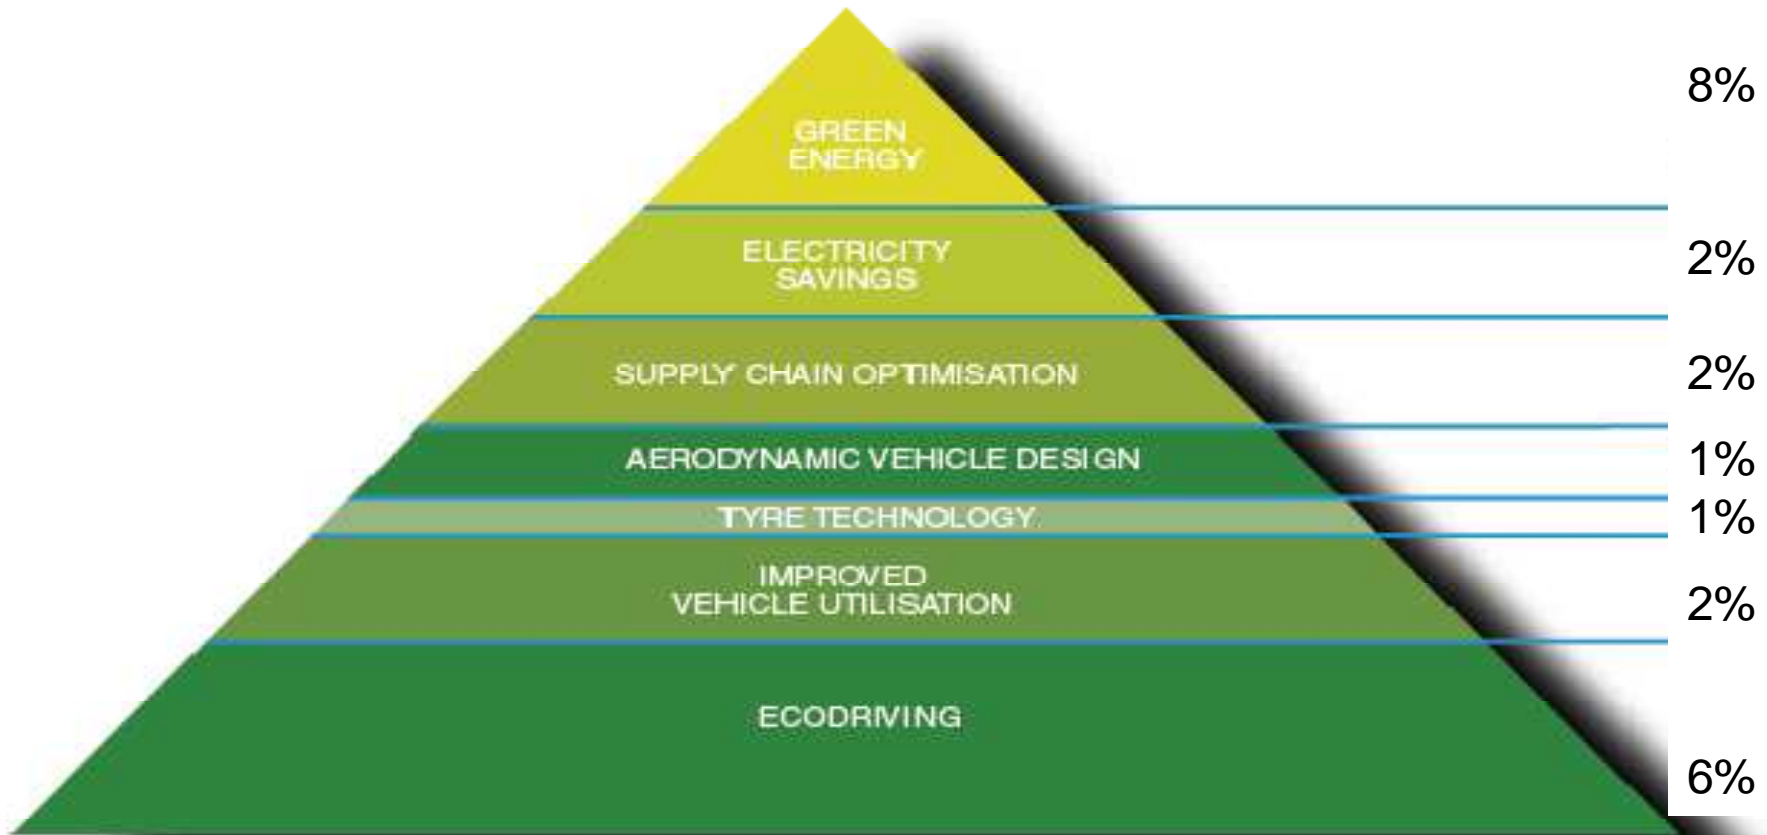 8%
GREEN
ENERGY
ELECTRICITY
SAVINGS
2%
SUPPLY CHAIN OPTIMISATION
2%
AERODYNAMIC VEHICLE DESIGN
1%
TYRE TECHNOLOGY
1%
IMPROVED
VEHICLE UTILISATION
2%
ECODRIVING
6%